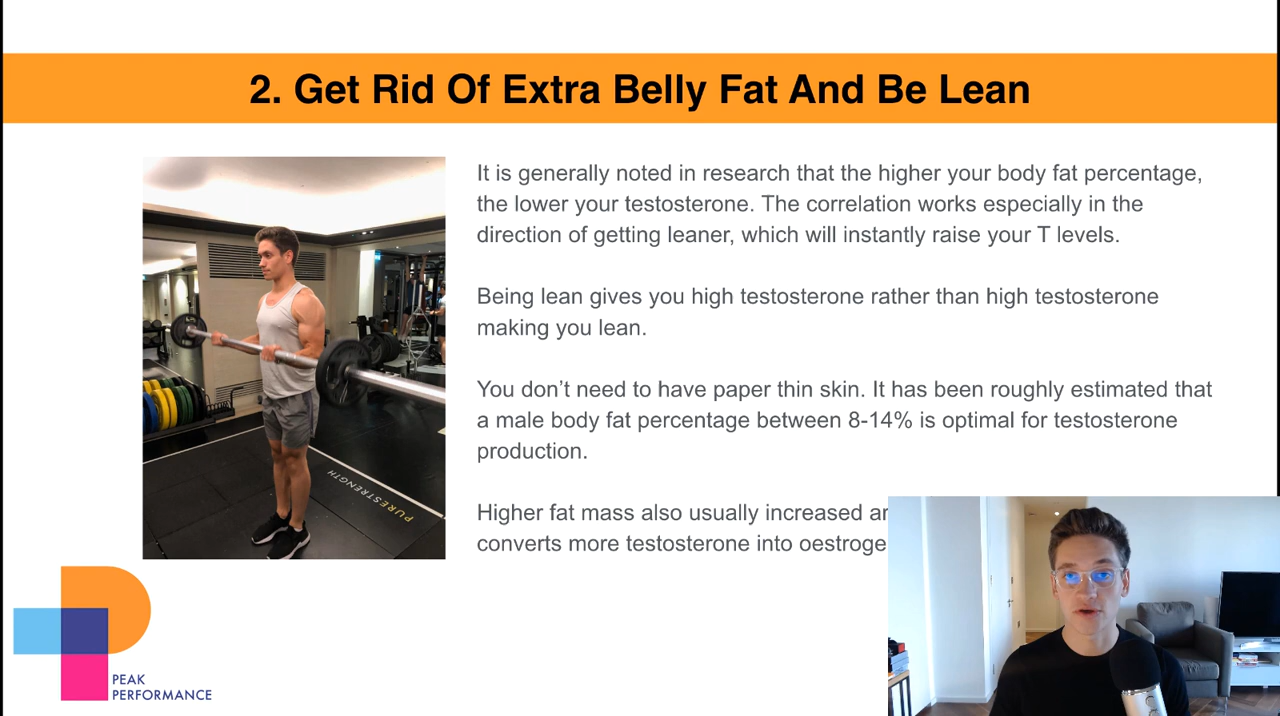 2. Get Rid Of Extra Belly Fat And Be Lean
It is generally noted in research that the higher your body fat percentage,
the lower your testosterone. The correlation works especially in the
direction of getting leaner, which will instantly raise your T levels.
Being lean gives you high testosterone rather than high testosterone
making you lean.
You don’t need to have paper thin skin. It has been roughly estimated that
a male body fat percentage between 8-14% is optimal for testosterone
production.
Higher fat mass also usually increased
converts more testosterone into
PURESTRENGTH
PEAK
PERFORMANCE